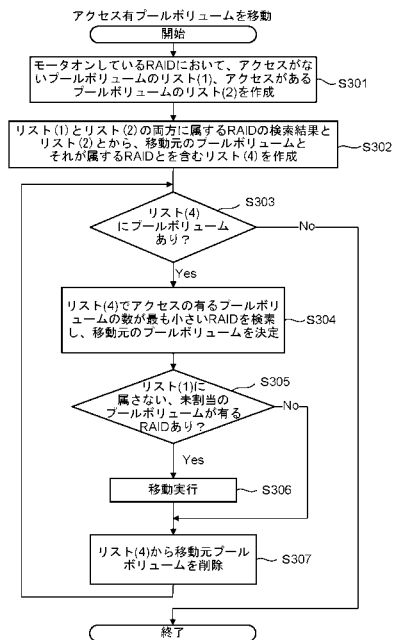 アクセス有プールボリュームを移動
開始
モータオンしているRAIDにおいて、アクセスがな
いプールボリュームのリスト(1)、アクセスがある
プールボリュームのリスト(2)を作成
S301
リスト(1)とリスト(2)の両方に属するRAIDの検索結果と
リスト(2)とから、移動元のプールボリュームと
それが属するRAIDとを含むリスト(4)を作成
S302
リスト(4)
にプールボリューム
あり?
S303
No
Yes
リスト(4)でアクセスの有るプールボリ
ュームの数が最も小さいRAIDを検索
し、移動元のプールボリュームを決定
S304
リスト(1)に
属さない、未割当の
プールボリュームが有る
RAIDあり?
S305
No
Yes
移動実行
S306
リスト(4)から移動元プール
ボリュームを削除
S307
終了